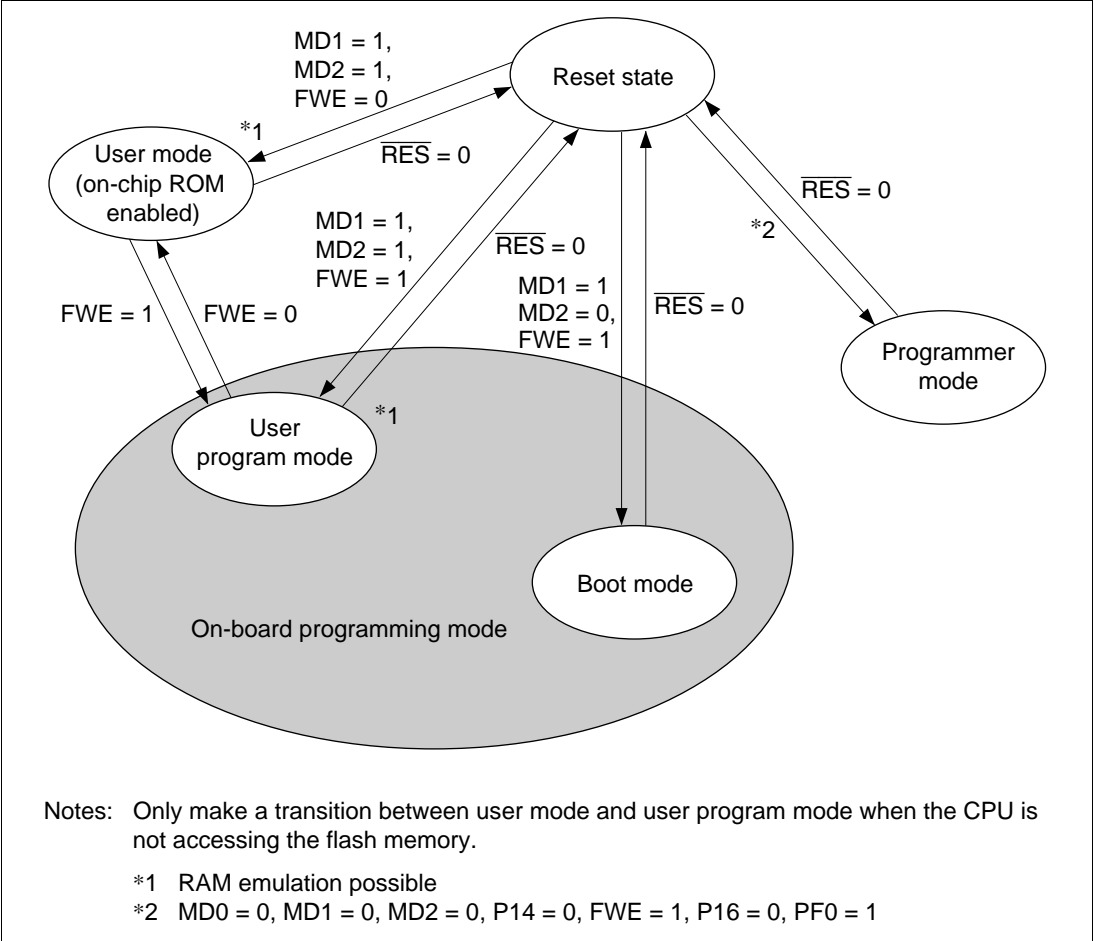 MD1 = 1,
MD2 = 1,
FWE = 0
Reset state
*1
User mode
(on-chip ROM
enabled)
RES = 0
RES = 0
MD1 = 1,
MD2 = 1,
FWE = 1
RES = 0
*2
MD1 = 1
MD2 = 0,
FWE = 1
RES = 0
FWE = 1
FWE = 0
Programmer
mode
User
program mode
*1
Boot mode
On-board programming mode
Notes: Only make a transition between user mode and user program mode when the CPU is
not accessing the flash memory.
*1 RAM emulation possible
*2 MD0 = 0, MD1 = 0, MD2 = 0, P14 = 0, FWE = 1, P16 = 0, PF0 = 1